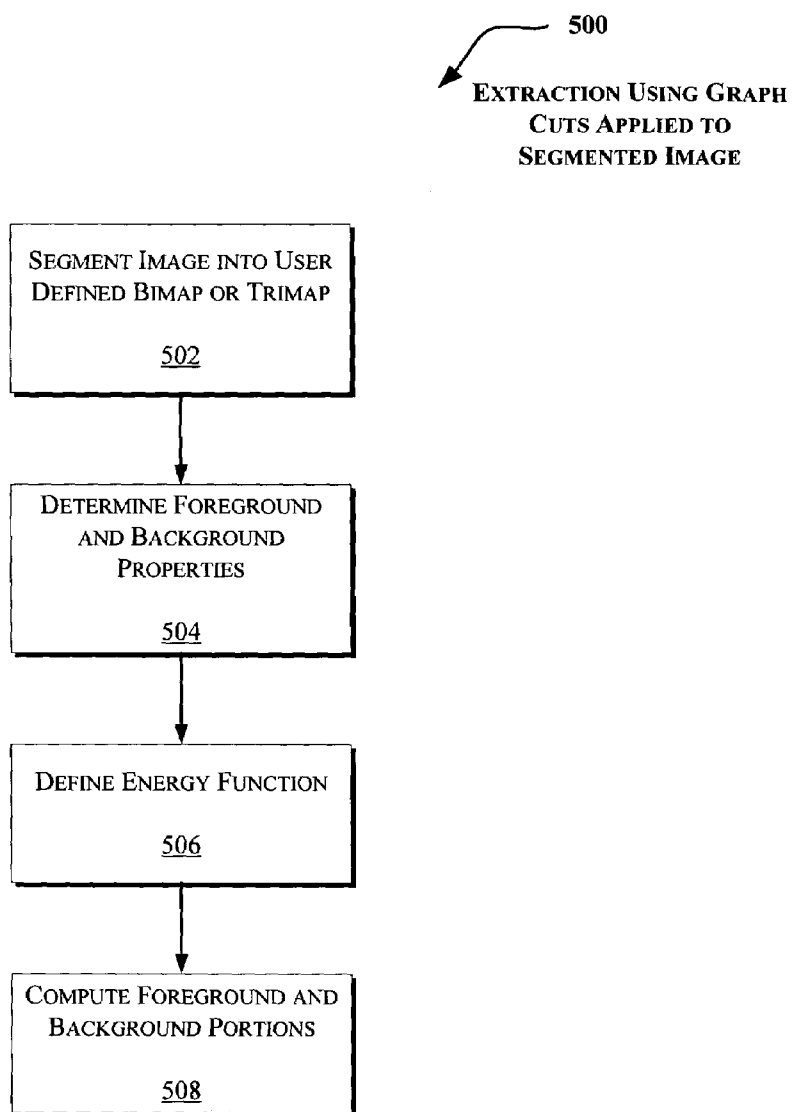 500
EXTRACTION USING GRAPH
CUTS APPLIED TO
SEGMENTED IMAGE
SEGMENT IMAGE INTO USER
DEFINED BIMAP OR TRIMAP
502
DETERMINE FOREGROUND
AND BACKGROUND
PROPERTIES
504
DEFINE ENERGY FUNCTION
506
COMPUTE FOREGROUND AND
BACKGROUND PORTIONS
508